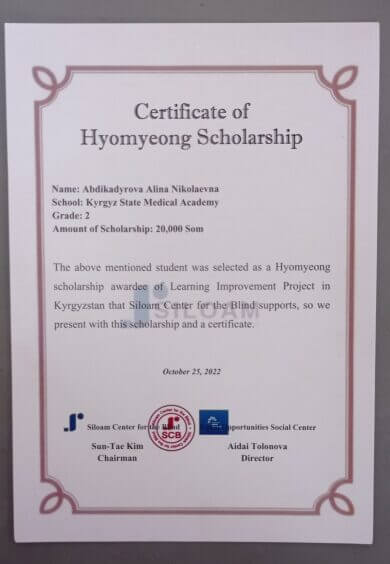 Certificate of
Hyomyeong Scholarship
Name: Abdikadyrova Alina Nikolaevna
School: Kyrgyz State Medical Academy
Grade: 2
Amount of Scholarship: 20,000 Som
The above mentioned student was selected as a Hyomyeong
scholarship awardee of Learning Improvement Project in
Kyrgyzstan that Siloam Center for the Blind supports, so we
present with this scholarship and a certificate.
SILOAM
October 25, 2022
Siloam Center for the Blind
Opportunities Social Center
SCB
Sun-Tae Kim
Aidai Tolonova
Chairman
Director